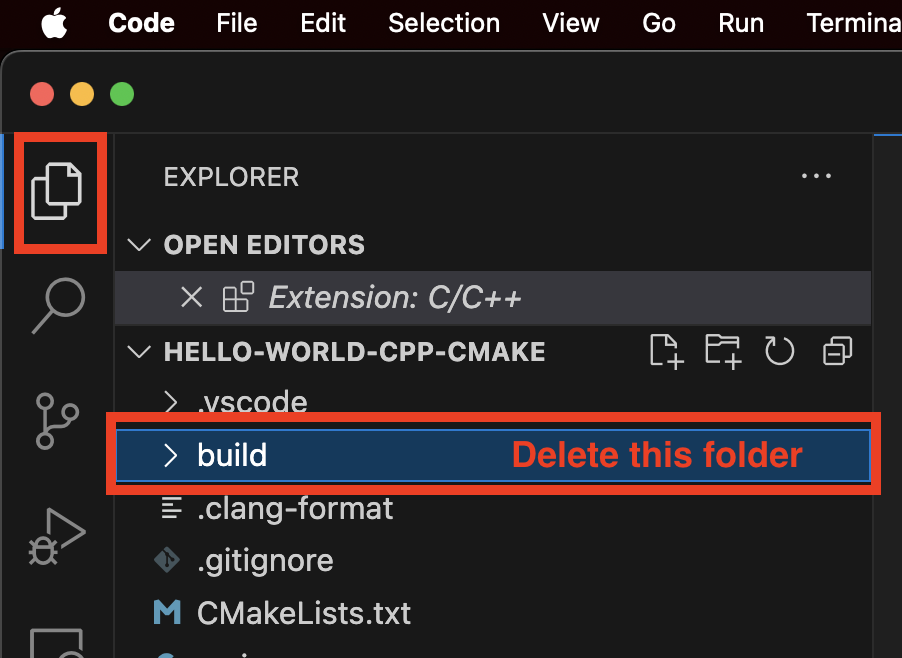 Code File Edit Selection View Go Run Termina
EXPLORER
OPEN EDITORS
Extension: C/C++
HELLO-WORLD-CPP-CMAKE
.vscode
build Delete this folder
.clang-format
.gitignore
CMakeLists.txt